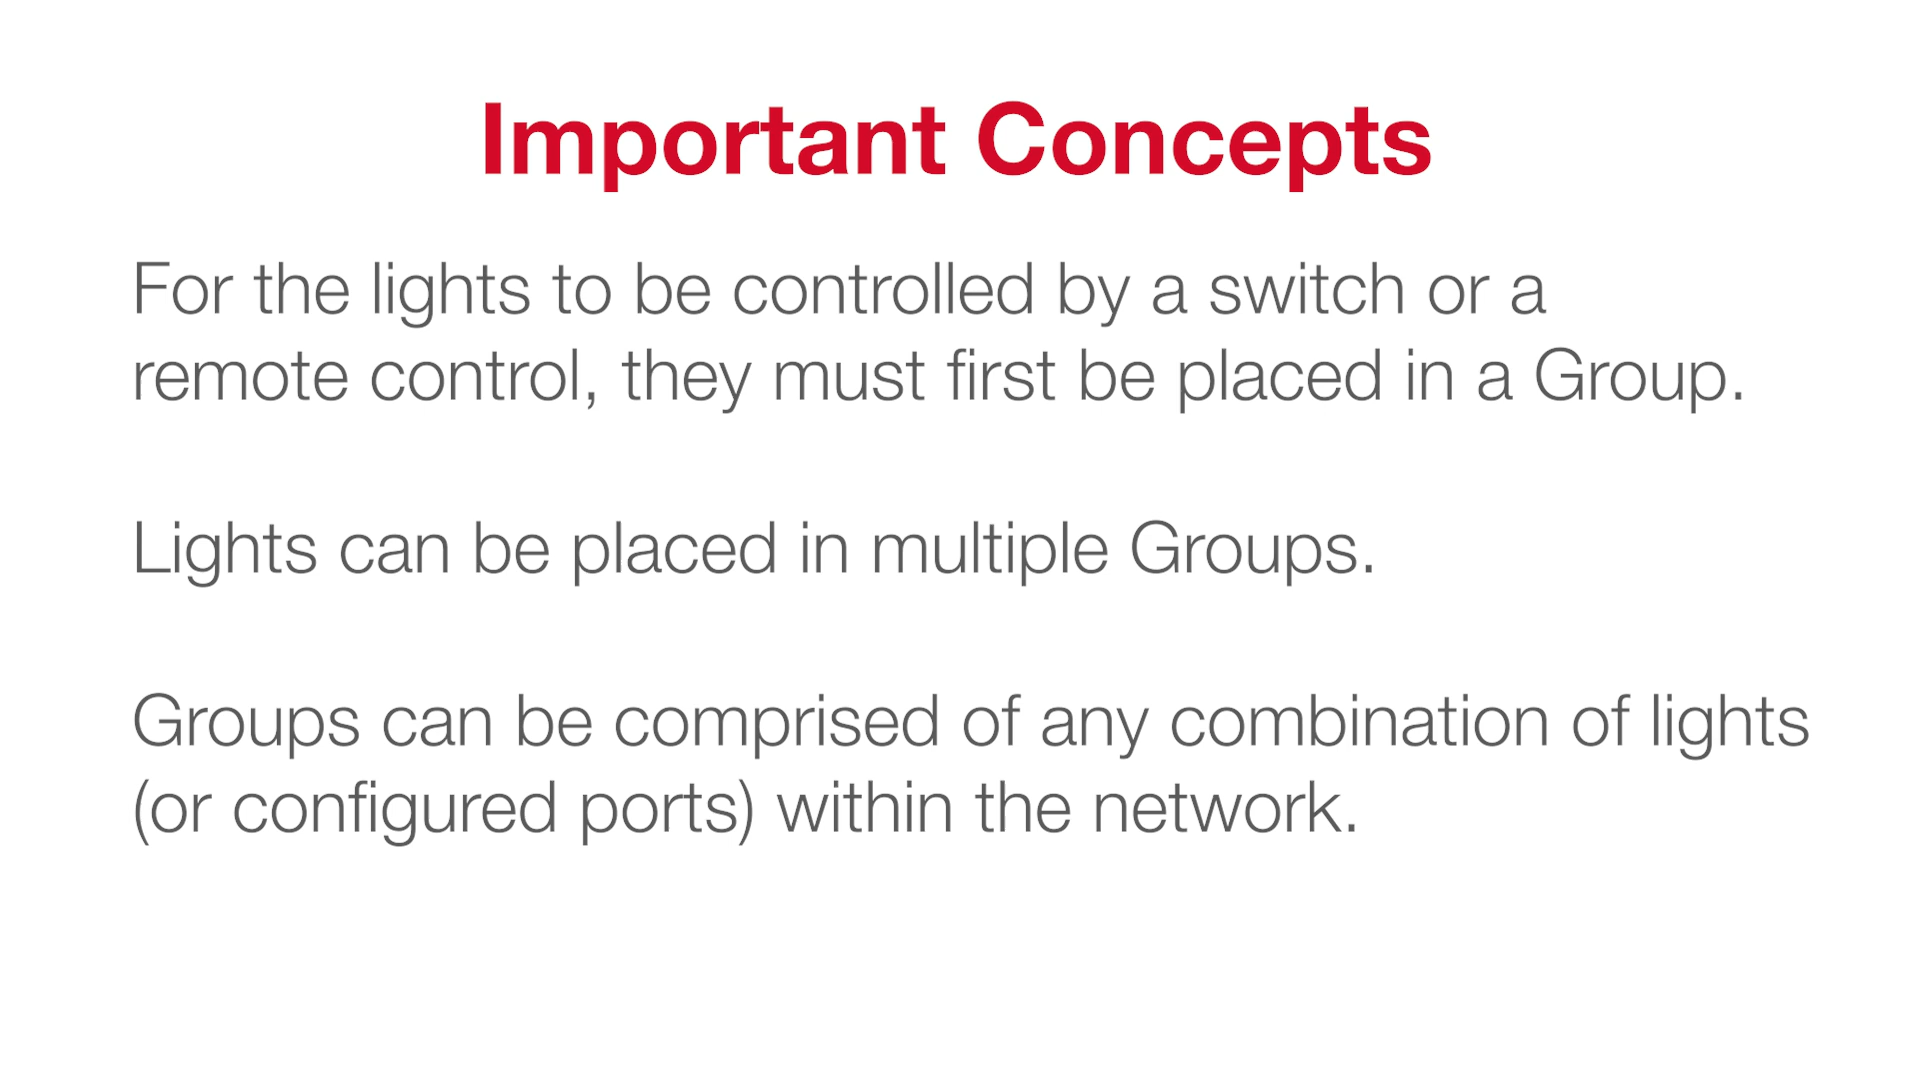 Important Concepts
For the lights to be controlled by a switch or a
remote control, they must first be placed in a Group.
Lights can be placed in multiple Groups.
Groups can be comprised of any combination of lights
(or configured ports) within the network.